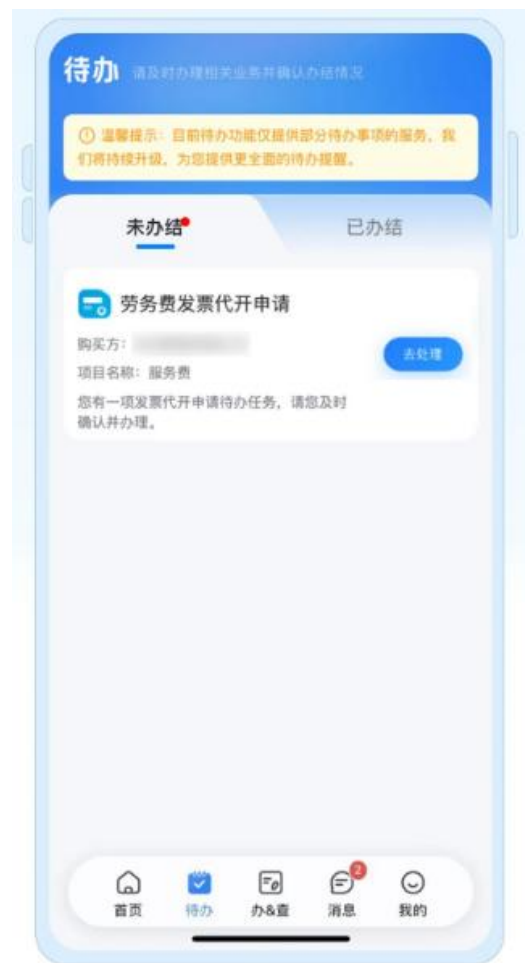 待办 请及时办理相关业务并确认办结情况
温馨提示：目前待办功能仅提供部分待办事项的服务，我
们将持续升级，为您提供更全面的待办提醒。
未办结 已办结
劳务费发票代开申请
购买方：
去处理
项目名称：服务费
您有一项发票代开申请待办任务，请您及时
确认并办理。
2
首页 待办 办&查 消息 我的